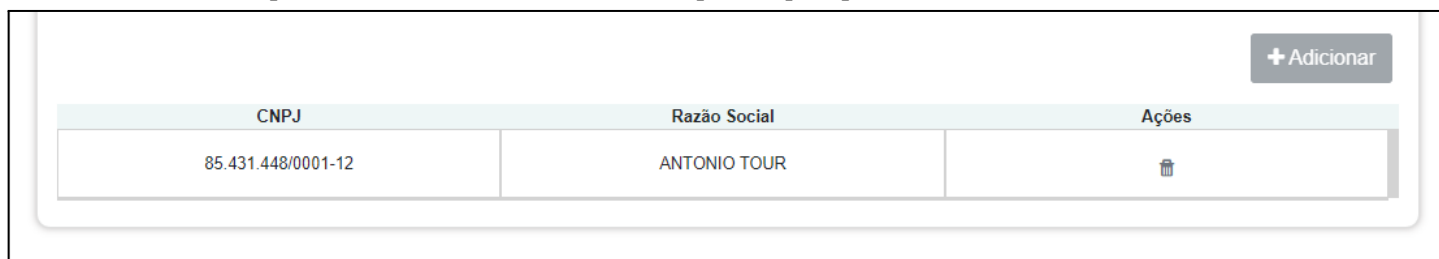 + Adicionar
CNPJ Razão Social Ações
85.431.448/0001-12 ANTONIO TOUR